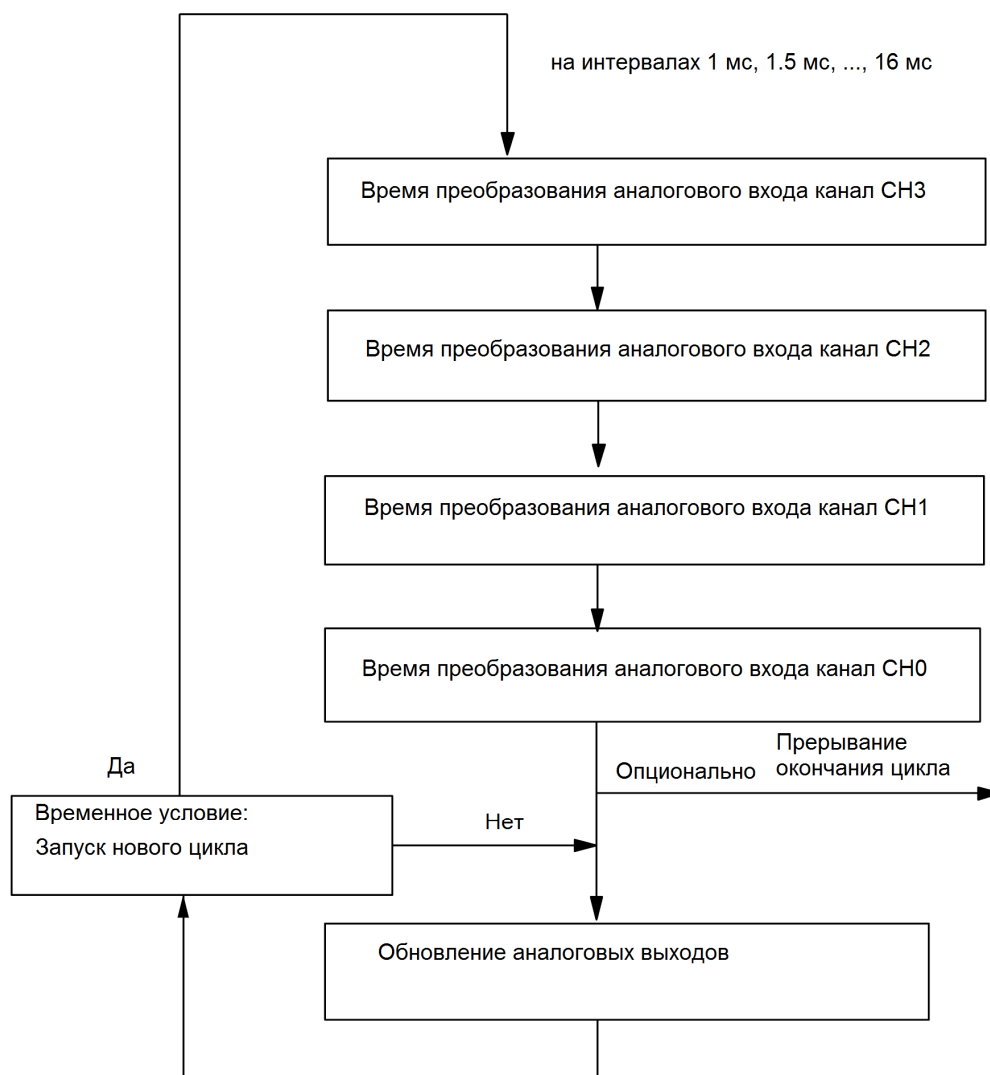 на интервалах 1 мс, 1.5 мс, ..., 16 мс
Время преобразования аналогового входа канал CH3
Время преобразования аналогового входа канал CH2
Время преобразования аналогового входа канал CH1
Время преобразования аналогового входа канал CH0
Прерывание
Опционально окончания цикла
Да
Временное условие:
Запуск нового цикла
Нет
Обновление аналоговых выходов